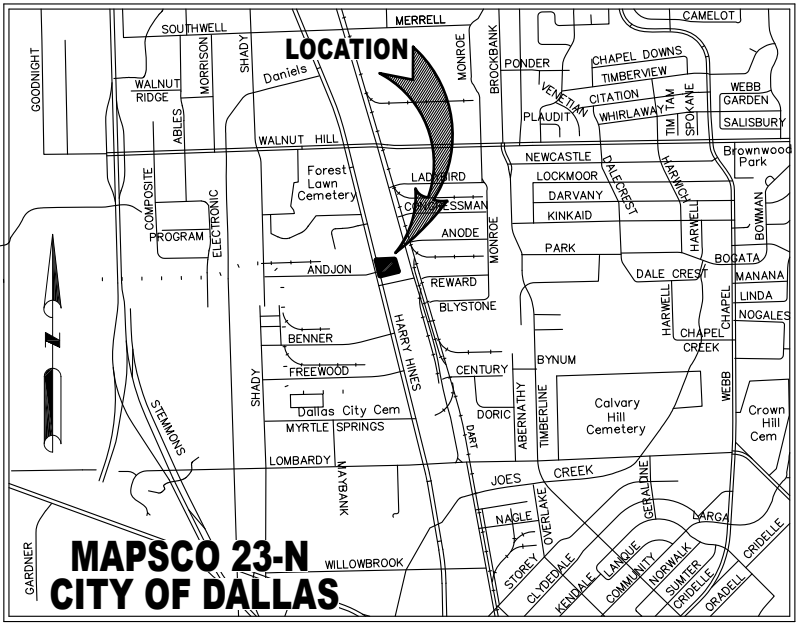 MERRELL
CAMELOT
SOUTHWELL
LOCATION
GOODNIGHT
MORRISON
SHADY
MONROE
BROCKBANK
CHAPEL DOWNS
PONDER
TIMBERVIEW
Daniels
WALNUT
RIDGE
VENETIAN
CITATION
WEBB
GARDEN
ABLES
PLAUDIT
WHIRLAWAY
TIM TAM
SPOKANE
SALISBURY
WALNUT HILL
Brownwood
Park
NEWCASTLE
Forest
Lawn
Cemetery
LADYBIRD
LOCKMOOR
DALECREST
HARWICH
COMPOSITE
ELECTRONIC
CONGRESSMAN
DARVANY
KINKAID
HARWELL
BOWMAN
PROGRAM
ANODE
MONROE
PARK
BOGATA
ANDJON
REWARD
DALE CREST
MANANA
BLYSTONE
HARWELL
CHAPEL
LINDA
NOGALES
N
HARRY HINES
BENNER
CHAPEL
CREEK
BYNUM
FREEWOOD
CENTURY
SHADY
WEBB
STEMMONS
Dallas City Cem
DORIC
ABERNATHY
TIMBERLINE
Calvary
Hill
Cemetery
Crown
Hill
Cem
MYRTLE SPRINGS
DART
LOMBARDY
MAYBANK
JOES CREEK
GERALDINE
OVERLAKE
NAGLE
LARGA
CRIDELLE
GARDNER
MAPSCO 23-N
CITY OF DALLAS
WILLOWBROOK
STOREY
CLYDEDALE
KENDALE
LANQUE
COMMUNITY
NORWALK
SUMTER
CRIDELLE
ORADELL